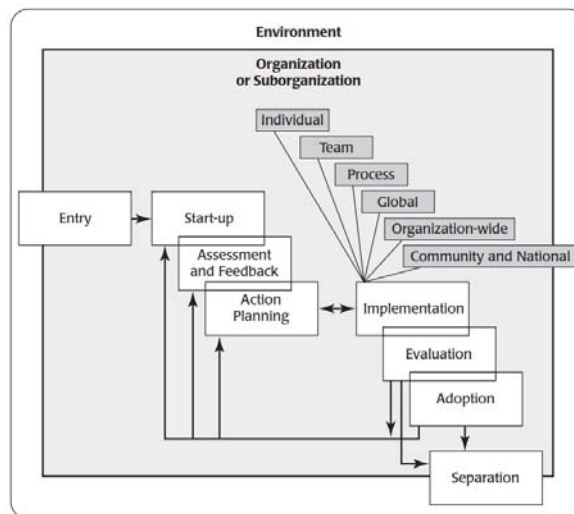 Environment
Organization
or Suborganization
Individual
Team
Process
Global
Organization-wide
Community and National
Entry
Start-up
Assessment
and Feedback
Action
Planning
Implementation
Evaluation
Adoption
Separation